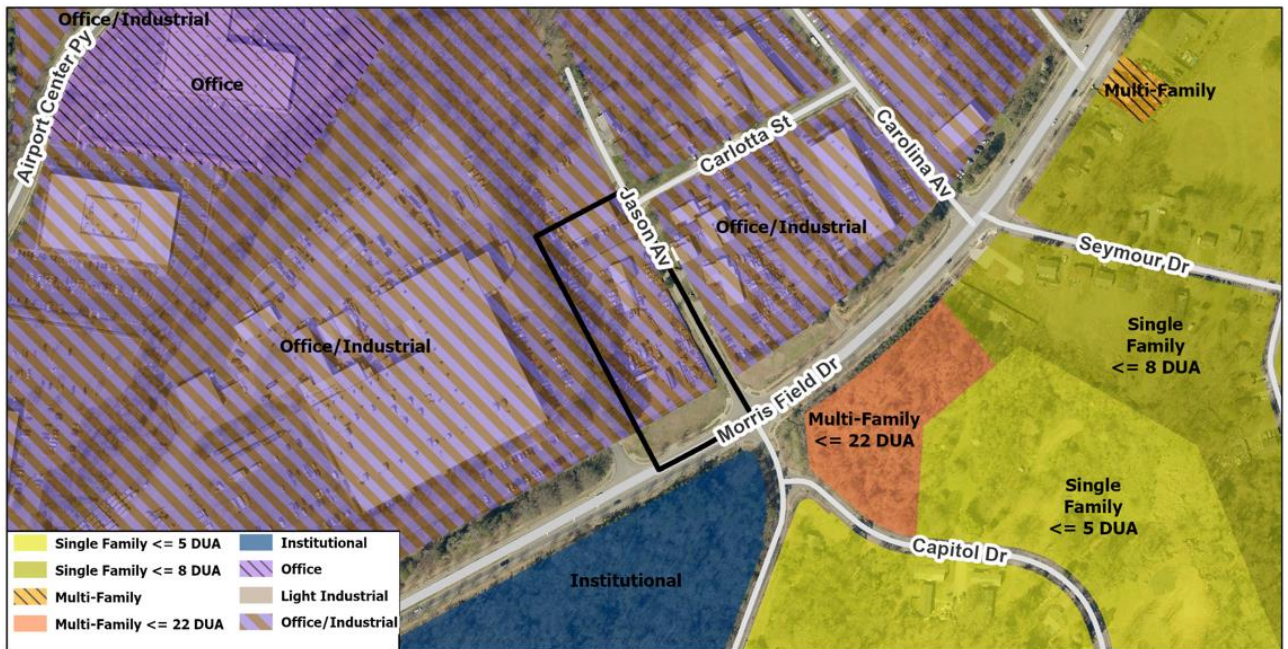 Office/Industrial
Airport Center Py
Office
Multi-Family
Carlotta St
Carolina Av
Jason Av
Office/Industrial
Seymour Dr
Office/Industrial
Single
Family
<= 8 DUA
Morris Field Dr
Multi-Family
<= 22 DUA
Single
Family
<= 5 DUA
Capitol Dr
Institutional
Single Family <= 5 DUA
Single Family <= 8 DUA
Multi-Family
Multi-Family <= 22 DUA
Institutional
Office
Light Industrial
Office/Industrial